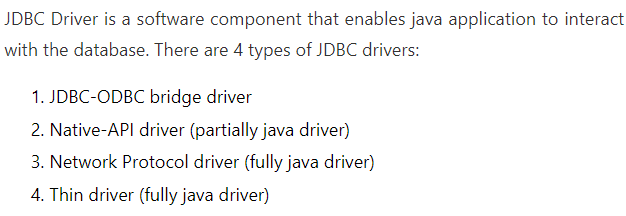 JDBC Driver is a software component that enables java application to interact
with the database. There are 4 types of JDBC drivers:
1. JDBC-ODBC bridge driver
2. Native-API driver (partially java driver)
3. Network Protocol driver (fully java driver)
4. Thin driver (fully java driver)